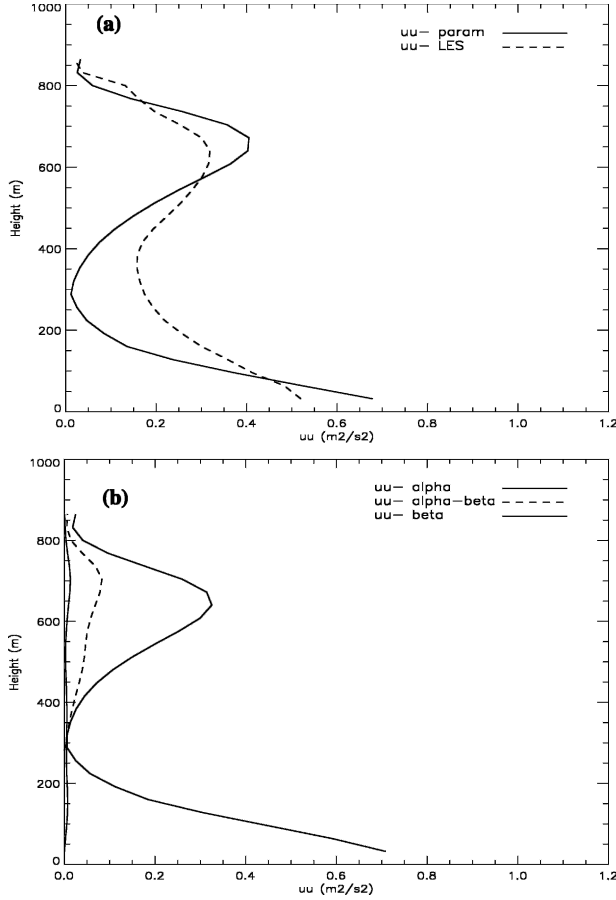 (a)
uu— param
uu— LES
1000
800
600
400
200
0
Height (m)
0.0 0.2 0.4 0.6 0.8 1.0 1.2
uu (m2/s2)
(b)
uu— alpha
uu— alpha—beta
uu— beta
1000
800
600
400
200
0
Height (m)
0.0 0.2 0.4 0.6 0.8 1.0 1.2
uu (m2/s2)